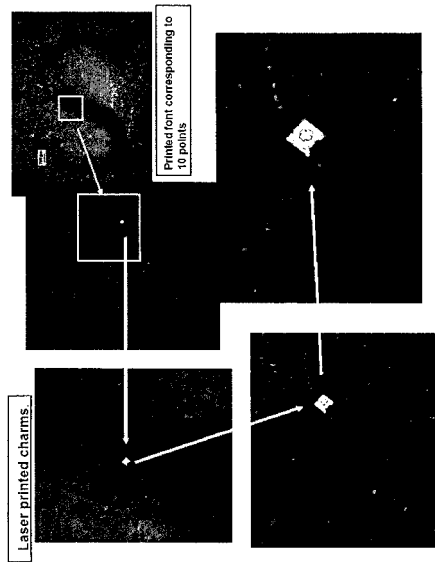 Laser printed charms.
Printed font corresponding to
10 points